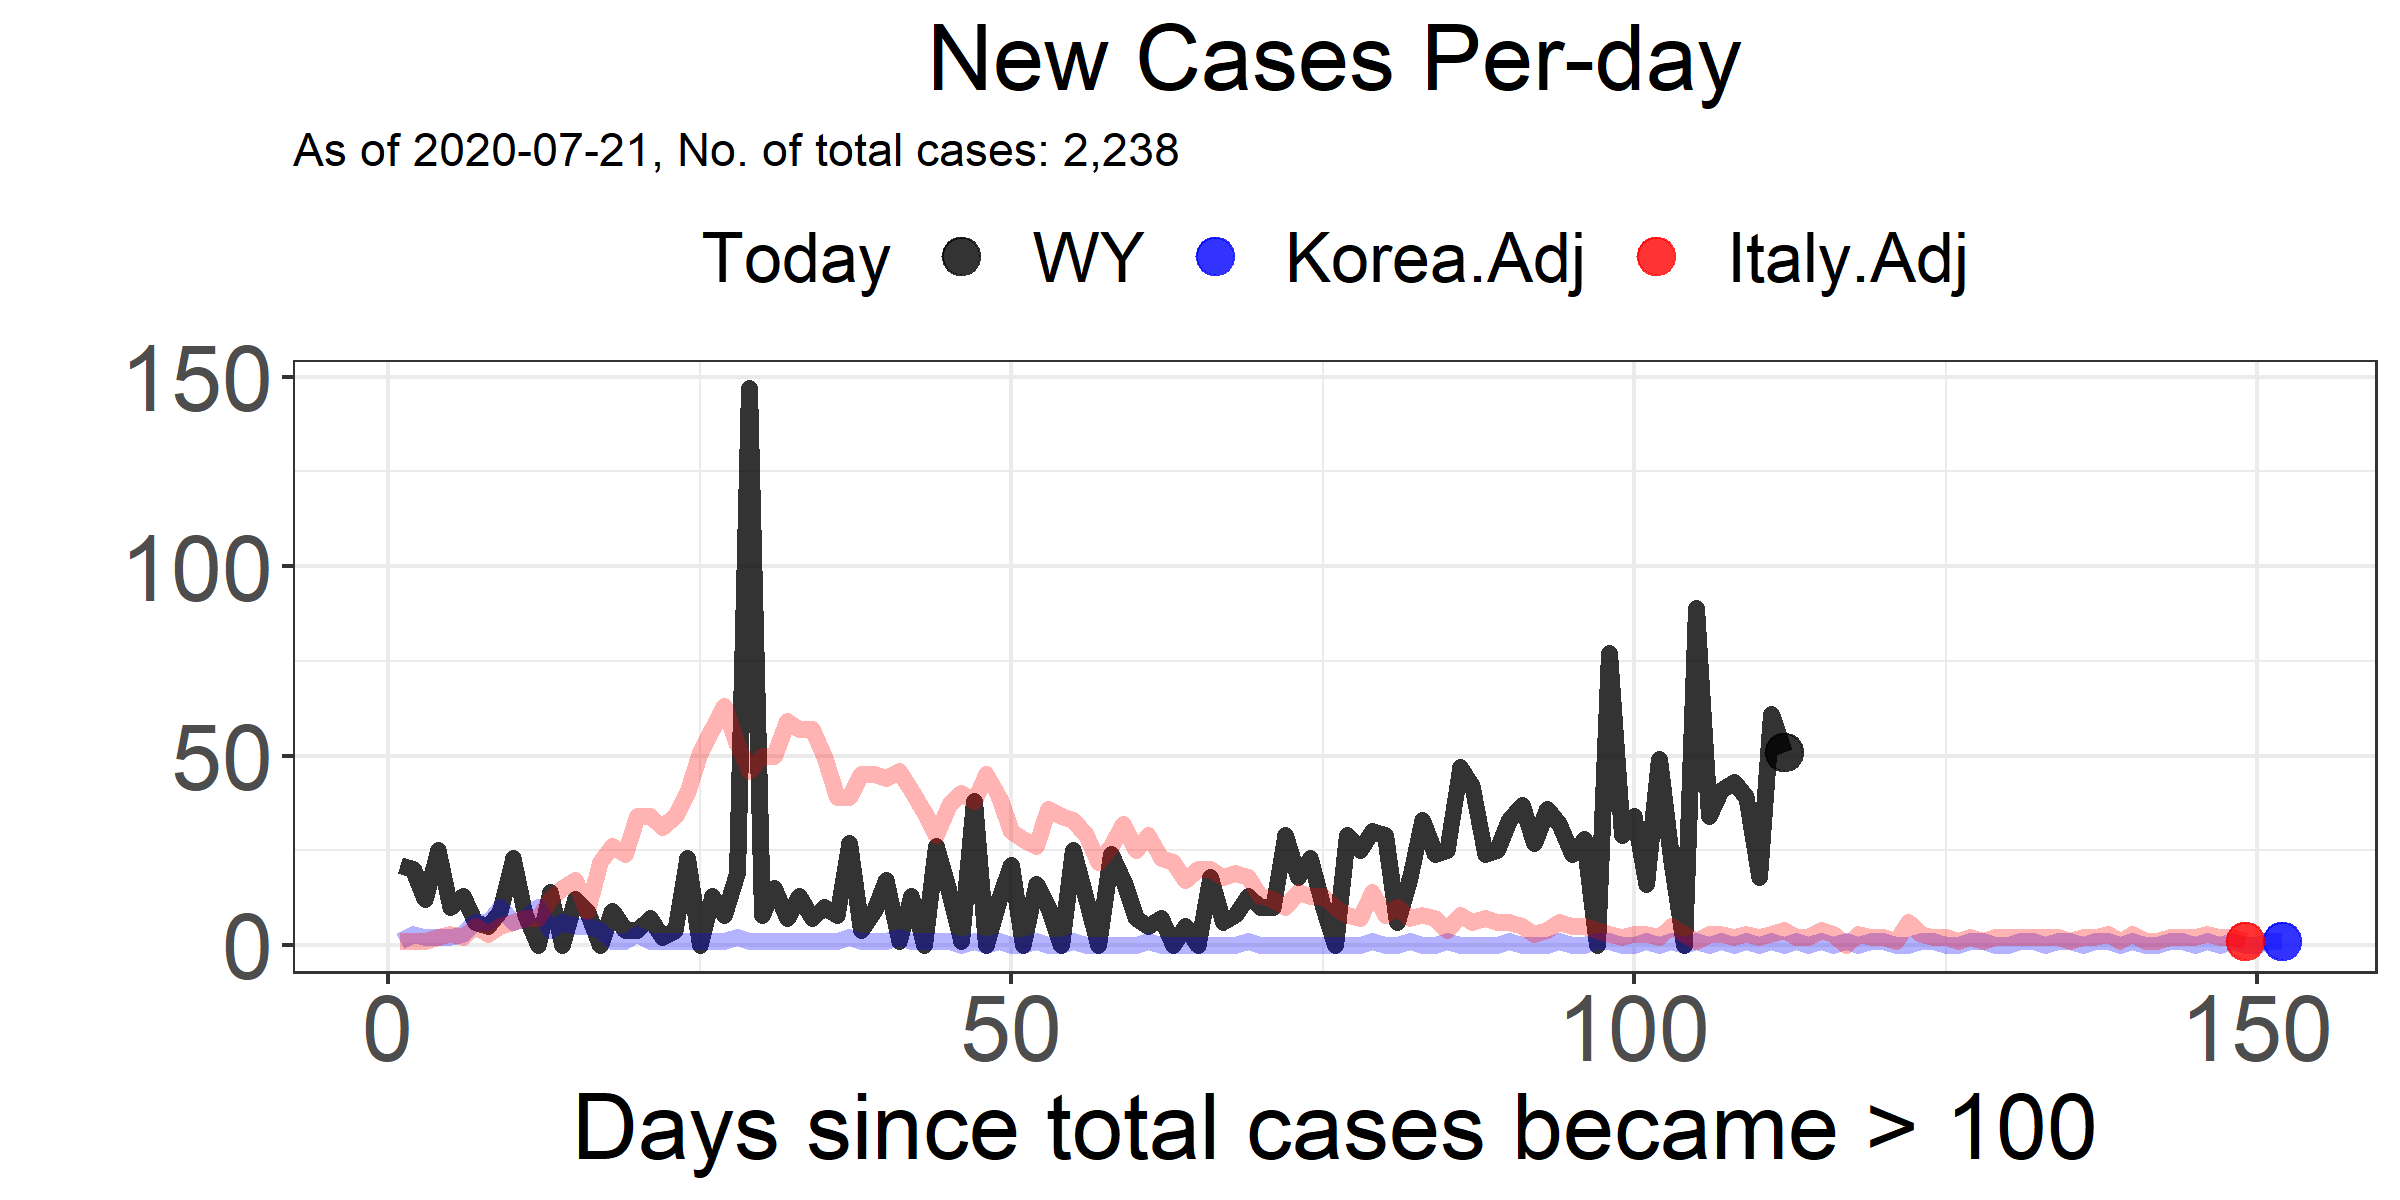 New Cases Per-day
As of 2020-07-21, No. of total cases: 2,238
Today WY Korea.Adj Italy.Adj
150
100
50
0
0 50 100 150
Days since total cases became > 100